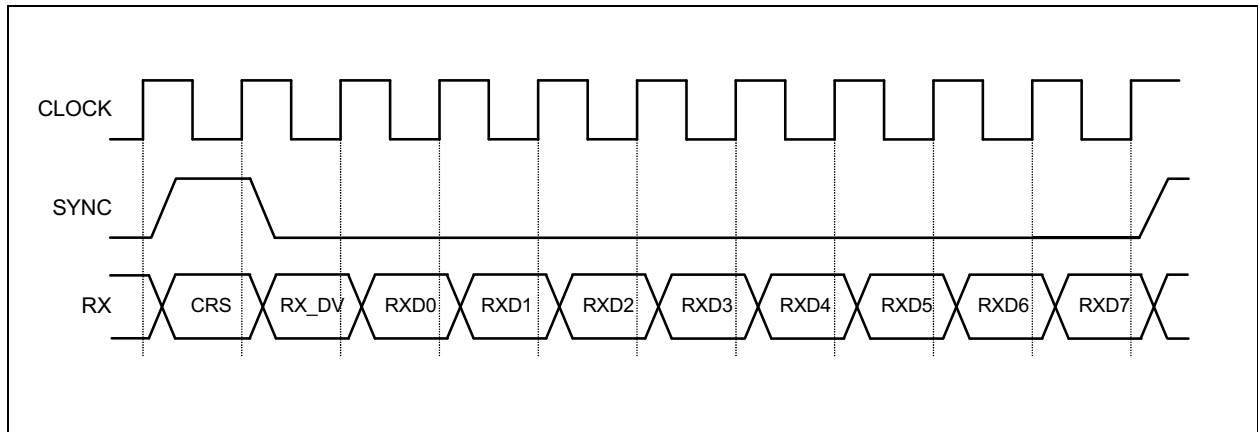 CLOCK
SYNC
RX CRS RX_DV RXD0 RXD1 RXD2 RXD3 RXD4 RXD5 RXD6 RXD7